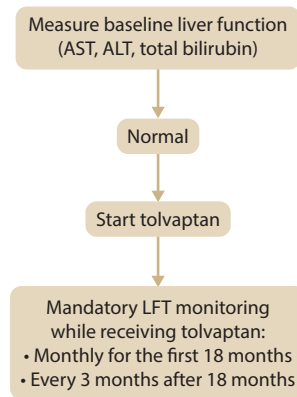 Measure baseline liver function
(AST, ALT, total bilirubin)
Normal
Start tolvaptan
Mandatory LFT monitoring
while receiving tolvaptan:
• Monthly for the first 18 months
• Every 3 months after 18 months